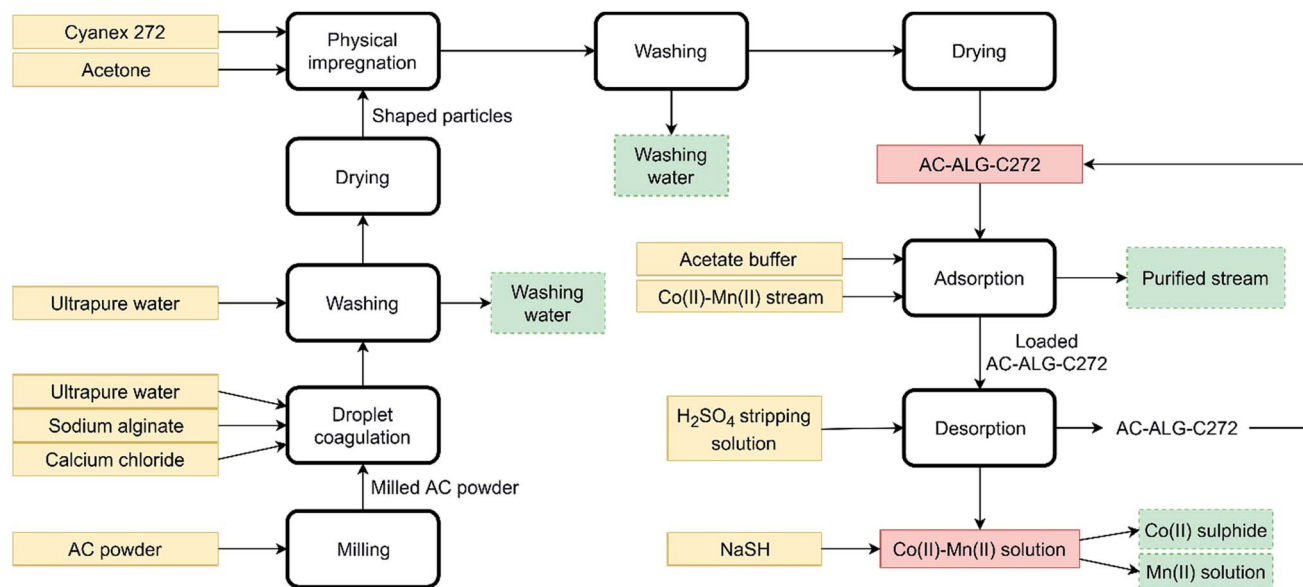 Cyanex 272
Acetone
Physical
impregnation
Washing
Drying
Shaped particles
Washing
water
AC-ALG-C272
Drying
Acetate buffer
Co(II)-Mn(II) stream
Adsorption
Purified stream
Ultrapure water
Washing
Washing
water
Loaded
AC-ALG-C272
Ultrapure water
Sodium alginate
Calcium chloride
Droplet
coagulation
H₂SO₄ stripping
solution
Desorption
AC-ALG-C272
Milled AC powder
AC powder
Milling
NaSH
Co(II)-Mn(II) solution
Co(II) sulphide
Mn(II) solution